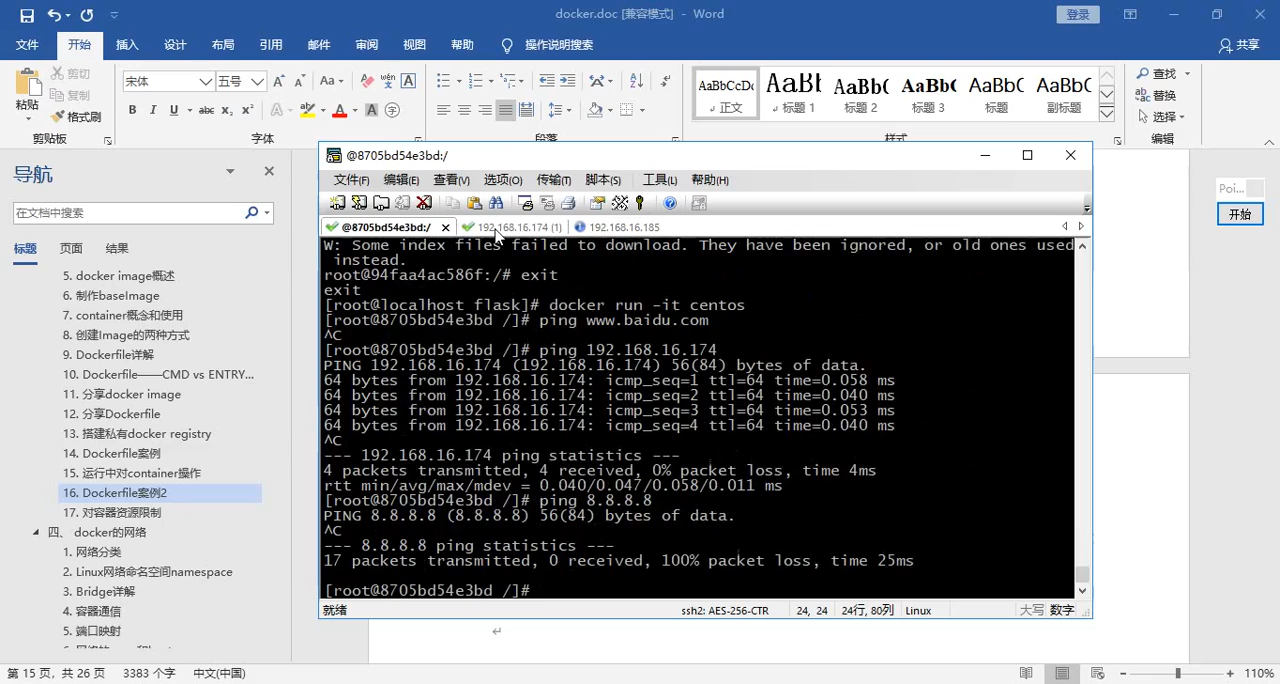 docker.doc [兼容模式] - Word
登录
文件 开始 插入 设计 布局 引用 邮件 审阅 视图 帮助 操作说明搜索 共享
粘贴
剪切
复制
格式刷
剪贴板
宋体 五号
字体
段落
AaBbCcDc AaBb AaBbC AaBbC AaBbC AaBbC
正文 标题 1 标题 2 标题 3 标题 副标题
样式
查找
替换
选择
编辑
导航
在文档中搜索
标题 页面 结果
5. docker image概述
6. 制作baseImage
7. container概念和使用
8. 创建Image的两种方式
9. Dockerfile详解
10. Dockerfile——CMD vs ENTRY...
11. 分享docker image
12. 分享Dockerfile
13. 搭建私有docker registry
14. Dockerfile案例
15. 运行中对container操作
16. Dockerfile案例2
17. 对容器资源限制
四、 docker的网络
1. 网络分类
2. Linux网络命名空间namespace
3. Bridge详解
4. 容器通信
5. 端口映射
@8705bd54e3bd:/
文件(F) 编辑(E) 查看(V) 选项(O) 传输(T) 脚本(S) 工具(L) 帮助(H)
@8705bd54e3bd:/ 192.168.16.174 (1) 192.168.16.185
W: Some index files failed to download. They have been ignored, or old ones used
instead.
root@94faa4ac586f:/# exit
exit
[root@localhost flask]# docker run -it centos
[root@8705bd54e3bd /]# ping www.baidu.com
^C
[root@8705bd54e3bd /]# ping 192.168.16.174
PING 192.168.16.174 (192.168.16.174) 56(84) bytes of data.
64 bytes from 192.168.16.174: icmp_seq=1 ttl=64 time=0.058 ms
64 bytes from 192.168.16.174: icmp_seq=2 ttl=64 time=0.040 ms
64 bytes from 192.168.16.174: icmp_seq=3 ttl=64 time=0.053 ms
64 bytes from 192.168.16.174: icmp_seq=4 ttl=64 time=0.040 ms
^C
--- 192.168.16.174 ping statistics ---
4 packets transmitted, 4 received, 0% packet loss, time 4ms
rtt min/avg/max/mdev = 0.040/0.047/0.058/0.011 ms
[root@8705bd54e3bd /]# ping 8.8.8.8
PING 8.8.8.8 (8.8.8.8) 56(84) bytes of data.
^C
--- 8.8.8.8 ping statistics ---
17 packets transmitted, 0 received, 100% packet loss, time 25ms
[root@8705bd54e3bd /]#
就绪 ssh2: AES-256-CTR 24, 24 24行, 80列 Linux 大写 数字
Poi...
开始
第 15 页，共 26 页 3383 个字 中文(中国) 110%